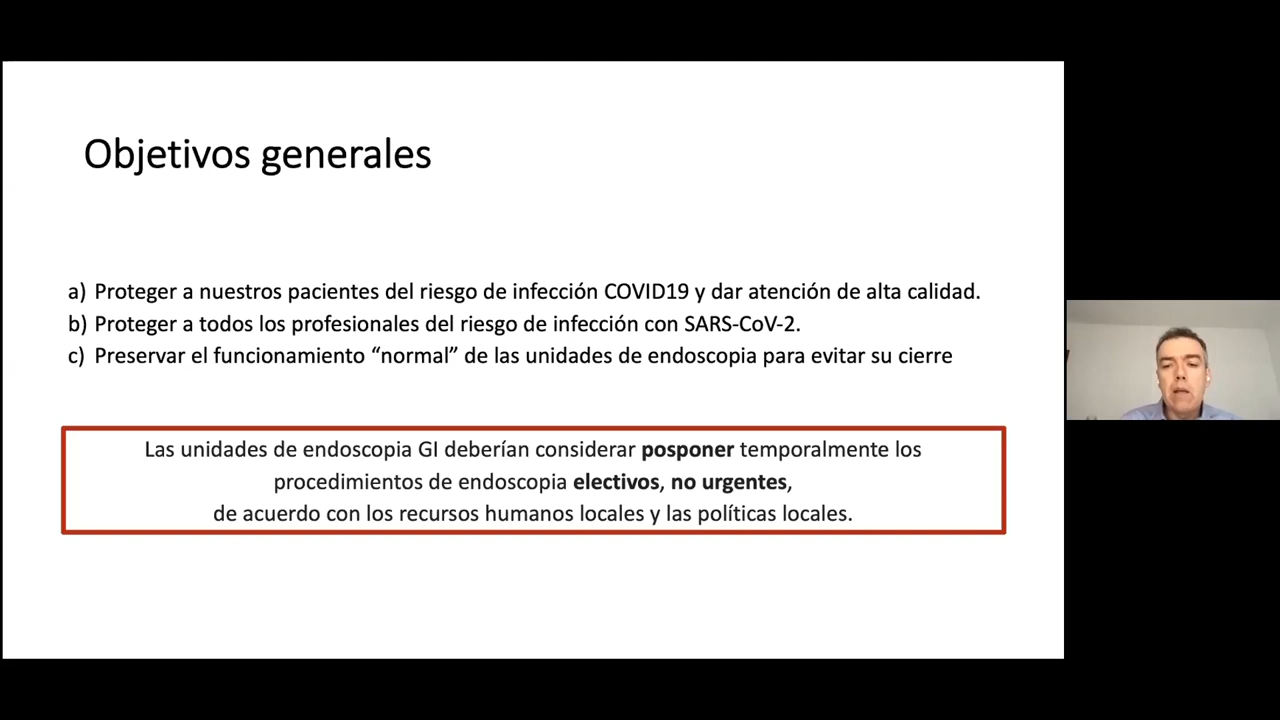 Objetivos generales
a) Proteger a nuestros pacientes del riesgo de infección COVID19 y dar atención de alta calidad.
b) Proteger a todos los profesionales del riesgo de infección con SARS-CoV-2.
c) Preservar el funcionamiento “normal” de las unidades de endoscopia para evitar su cierre
Las unidades de endoscopia GI deberían considerar posponer temporalmente los
procedimientos de endoscopia electivos, no urgentes,
de acuerdo con los recursos humanos locales y las políticas locales.